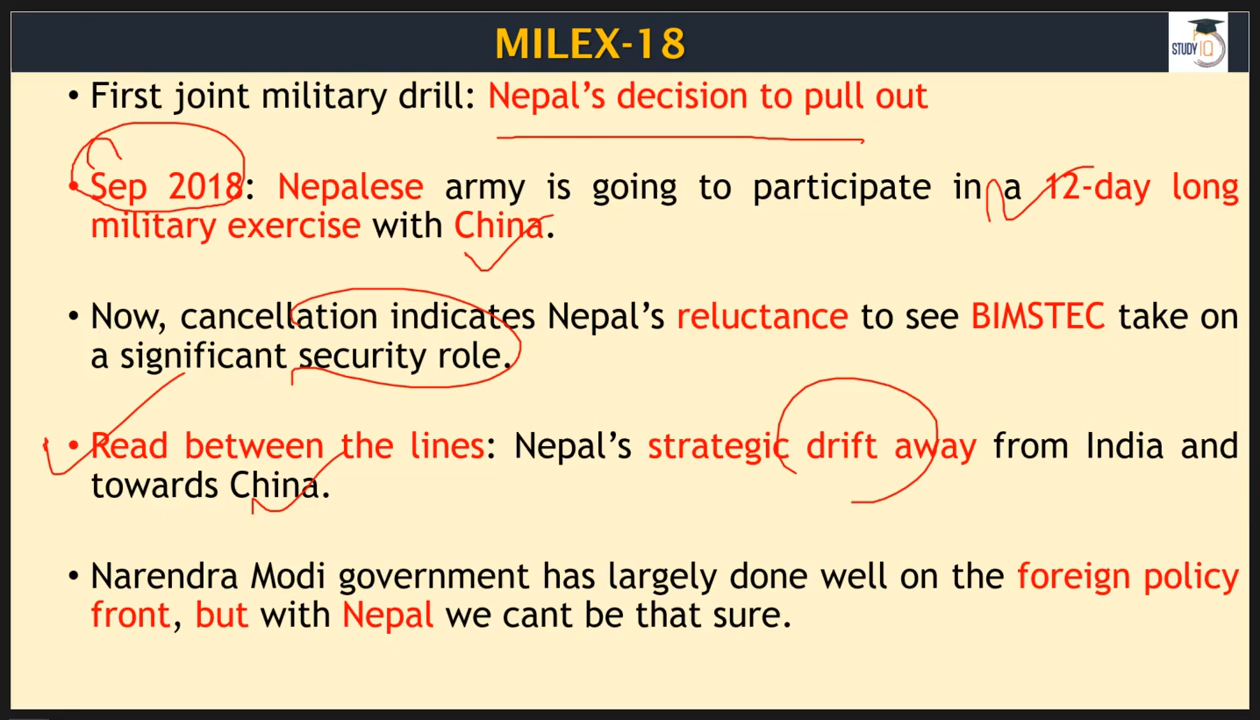 MILEX-18
STUDY IQ
• First joint military drill: Nepal's decision to pull out
• Sep 2018: Nepalese army is going to participate in a 12-day long
military exercise with China.
• Now, cancellation indicates Nepal's reluctance to see BIMSTEC take on
a significant security role.
• Read between the lines: Nepal's strategic drift away from India and
towards China.
• Narendra Modi government has largely done well on the foreign policy
front, but with Nepal we cant be that sure.